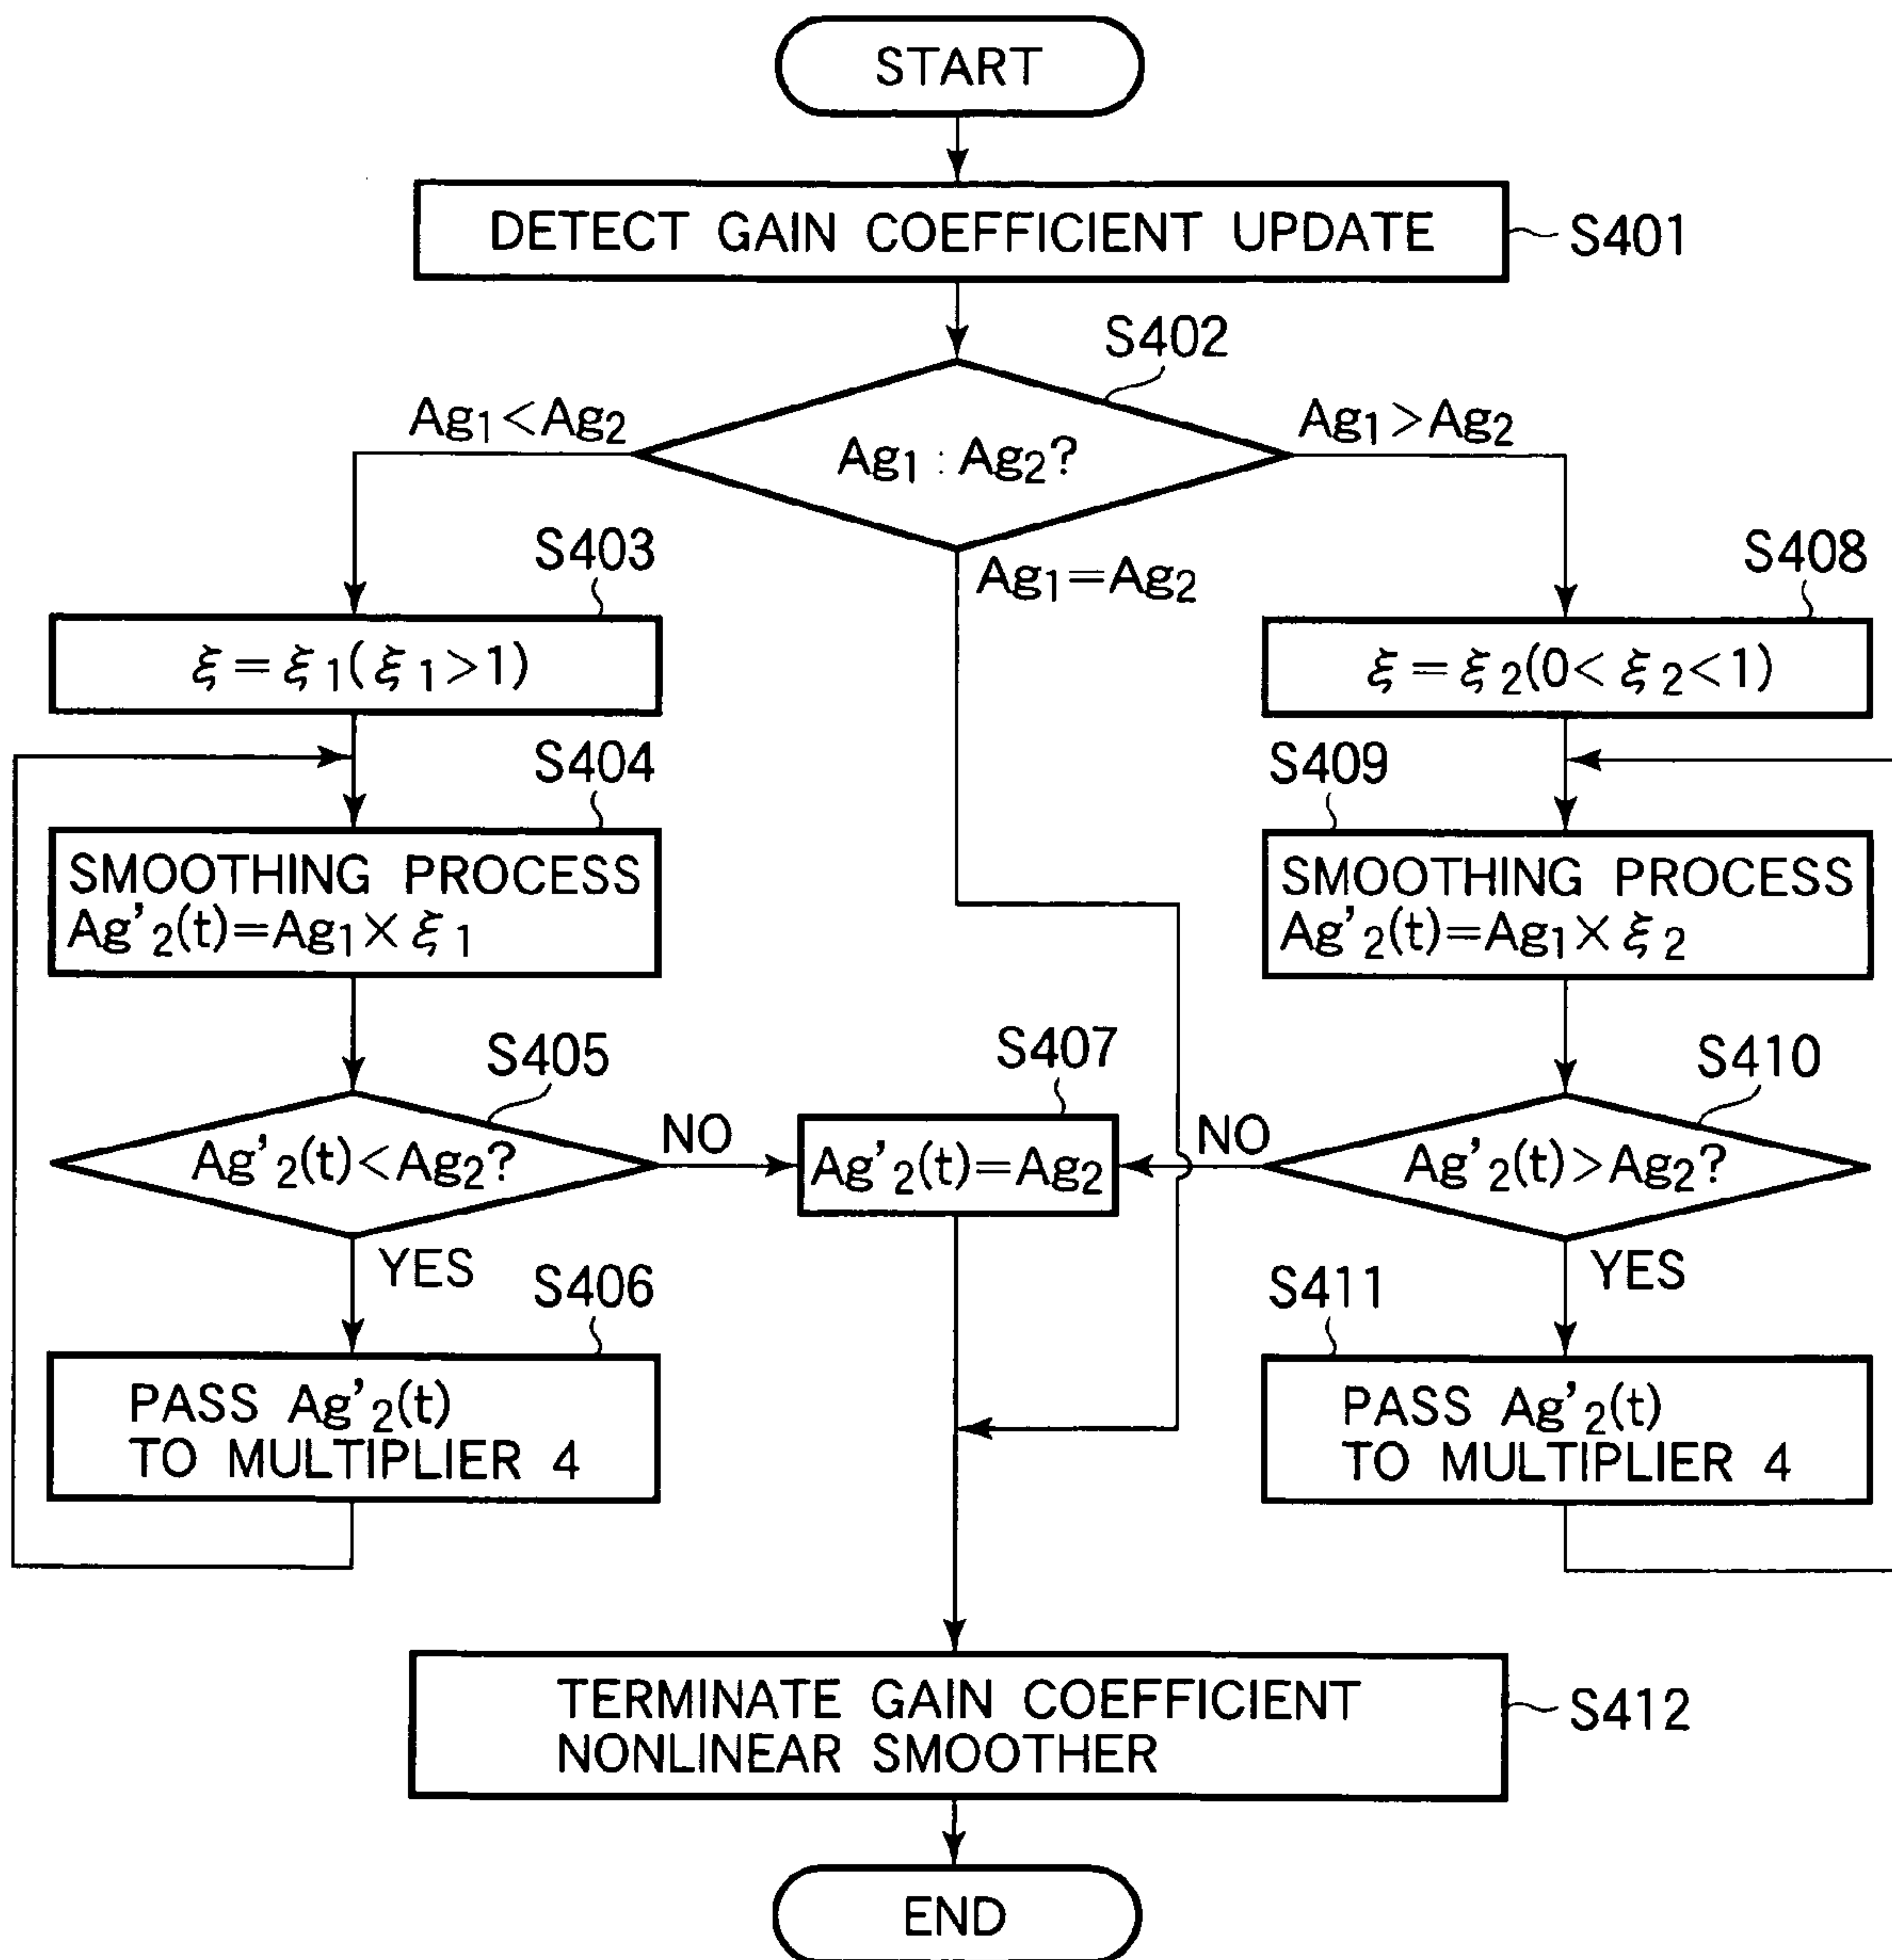 START
DETECT GAIN COEFFICIENT UPDATE
S401
S402
Ag₁<Ag₂
Ag₁:Ag₂?
Ag₁>Ag₂
Ag₁=Ag₂
S403
ξ=ξ₁(ξ₁>1)
S408
ξ=ξ₂(0<ξ₂<1)
S404
SMOOTHING PROCESS
Ag'₂(t)=Ag₁×ξ₁
S409
SMOOTHING PROCESS
Ag'₂(t)=Ag₁×ξ₂
S405
Ag'₂(t)<Ag₂?
NO
YES
S407
Ag'₂(t)=Ag₂
S410
NO
Ag'₂(t)>Ag₂?
YES
S406
PASS Ag'₂(t)
TO MULTIPLIER 4
S411
PASS Ag'₂(t)
TO MULTIPLIER 4
TERMINATE GAIN COEFFICIENT
NONLINEAR SMOOTHER
S412
END